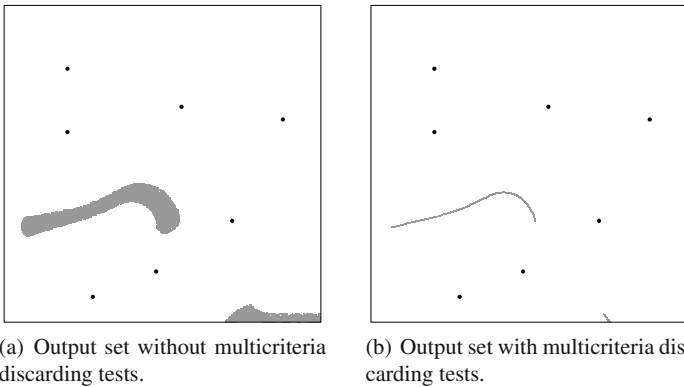 (a) Output set without multicriteria
discarding tests.
(b) Output set with multicriteria dis-
carding tests.